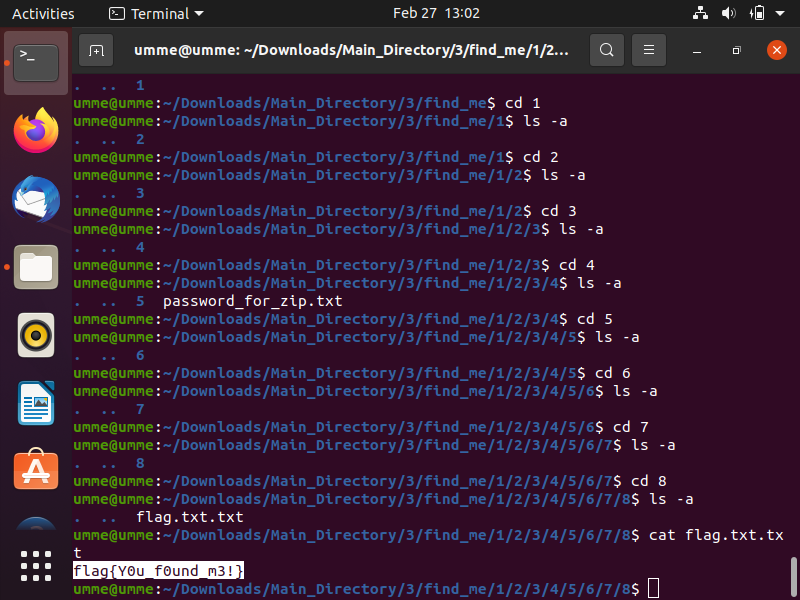 Activities Terminal Feb 27 13:02
umme@umme: ~/Downloads/Main_Directory/3/find_me/1/2...
. .. 1
umme@umme:~/Downloads/Main_Directory/3/find_me$ cd 1
umme@umme:~/Downloads/Main_Directory/3/find_me/1$ ls -a
. .. 2
umme@umme:~/Downloads/Main_Directory/3/find_me/1$ cd 2
umme@umme:~/Downloads/Main_Directory/3/find_me/1/2$ ls -a
. .. 3
umme@umme:~/Downloads/Main_Directory/3/find_me/1/2$ cd 3
umme@umme:~/Downloads/Main_Directory/3/find_me/1/2/3$ ls -a
. .. 4
umme@umme:~/Downloads/Main_Directory/3/find_me/1/2/3$ cd 4
umme@umme:~/Downloads/Main_Directory/3/find_me/1/2/3/4$ ls -a
. .. 5 password_for_zip.txt
umme@umme:~/Downloads/Main_Directory/3/find_me/1/2/3/4$ cd 5
umme@umme:~/Downloads/Main_Directory/3/find_me/1/2/3/4/5$ ls -a
. .. 6
umme@umme:~/Downloads/Main_Directory/3/find_me/1/2/3/4/5$ cd 6
umme@umme:~/Downloads/Main_Directory/3/find_me/1/2/3/4/5/6$ ls -a
. .. 7
umme@umme:~/Downloads/Main_Directory/3/find_me/1/2/3/4/5/6$ cd 7
umme@umme:~/Downloads/Main_Directory/3/find_me/1/2/3/4/5/6/7$ ls -a
. .. 8
umme@umme:~/Downloads/Main_Directory/3/find_me/1/2/3/4/5/6/7$ cd 8
umme@umme:~/Downloads/Main_Directory/3/find_me/1/2/3/4/5/6/7/8$ ls -a
. .. flag.txt.txt
umme@umme:~/Downloads/Main_Directory/3/find_me/1/2/3/4/5/6/7/8$ cat flag.txt.tx
t
flag{Y0u_f0und_m3!}
umme@umme:~/Downloads/Main_Directory/3/find_me/1/2/3/4/5/6/7/8$